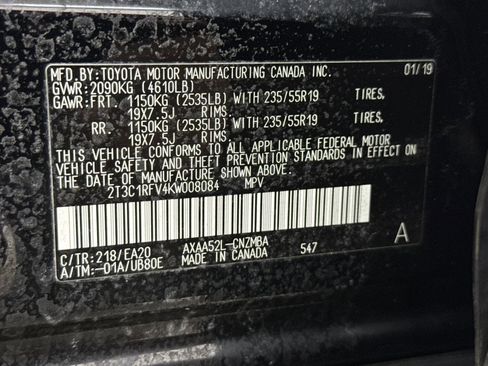 MFD.BY:TOYOTA MOTOR MANUFACTURING CANADA INC. 01/19
GVWR:2090KG (4610LB)
GAWR:FRT. 1150KG (2535LB) WITH 235/55R19 TIRES,
19X7.5J RIMS,
RR. 1150KG (2535LB) WITH 235/55R19 TIRES,
19X7.5J RIMS,
THIS VEHICLE CONFORMS TO ALL APPLICABLE FEDERAL MOTOR
VEHICLE SAFETY AND THEFT PREVENTION STANDARDS IN EFFECT ON
THE DATE OF MANUFACTURE SHOWN ABOVE.
2T3C1RFV4KW008084 MPV
C/TR:218/EA20 AXAA52L-CNZMBA 547 A
A/TM:-01A/UB80E MADE IN CANADA